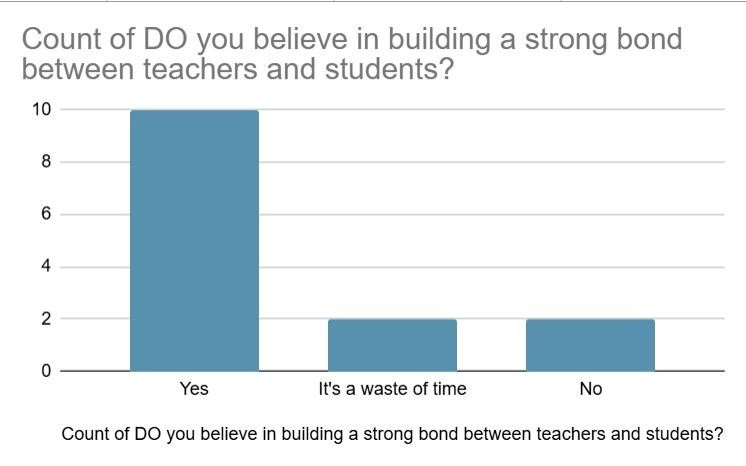 Count of DO you believe in building a strong bond
between teachers and students?
10
8
6
4
2
0
Yes
It's a waste of time
No
Count of DO you believe in building a strong bond between teachers and students?